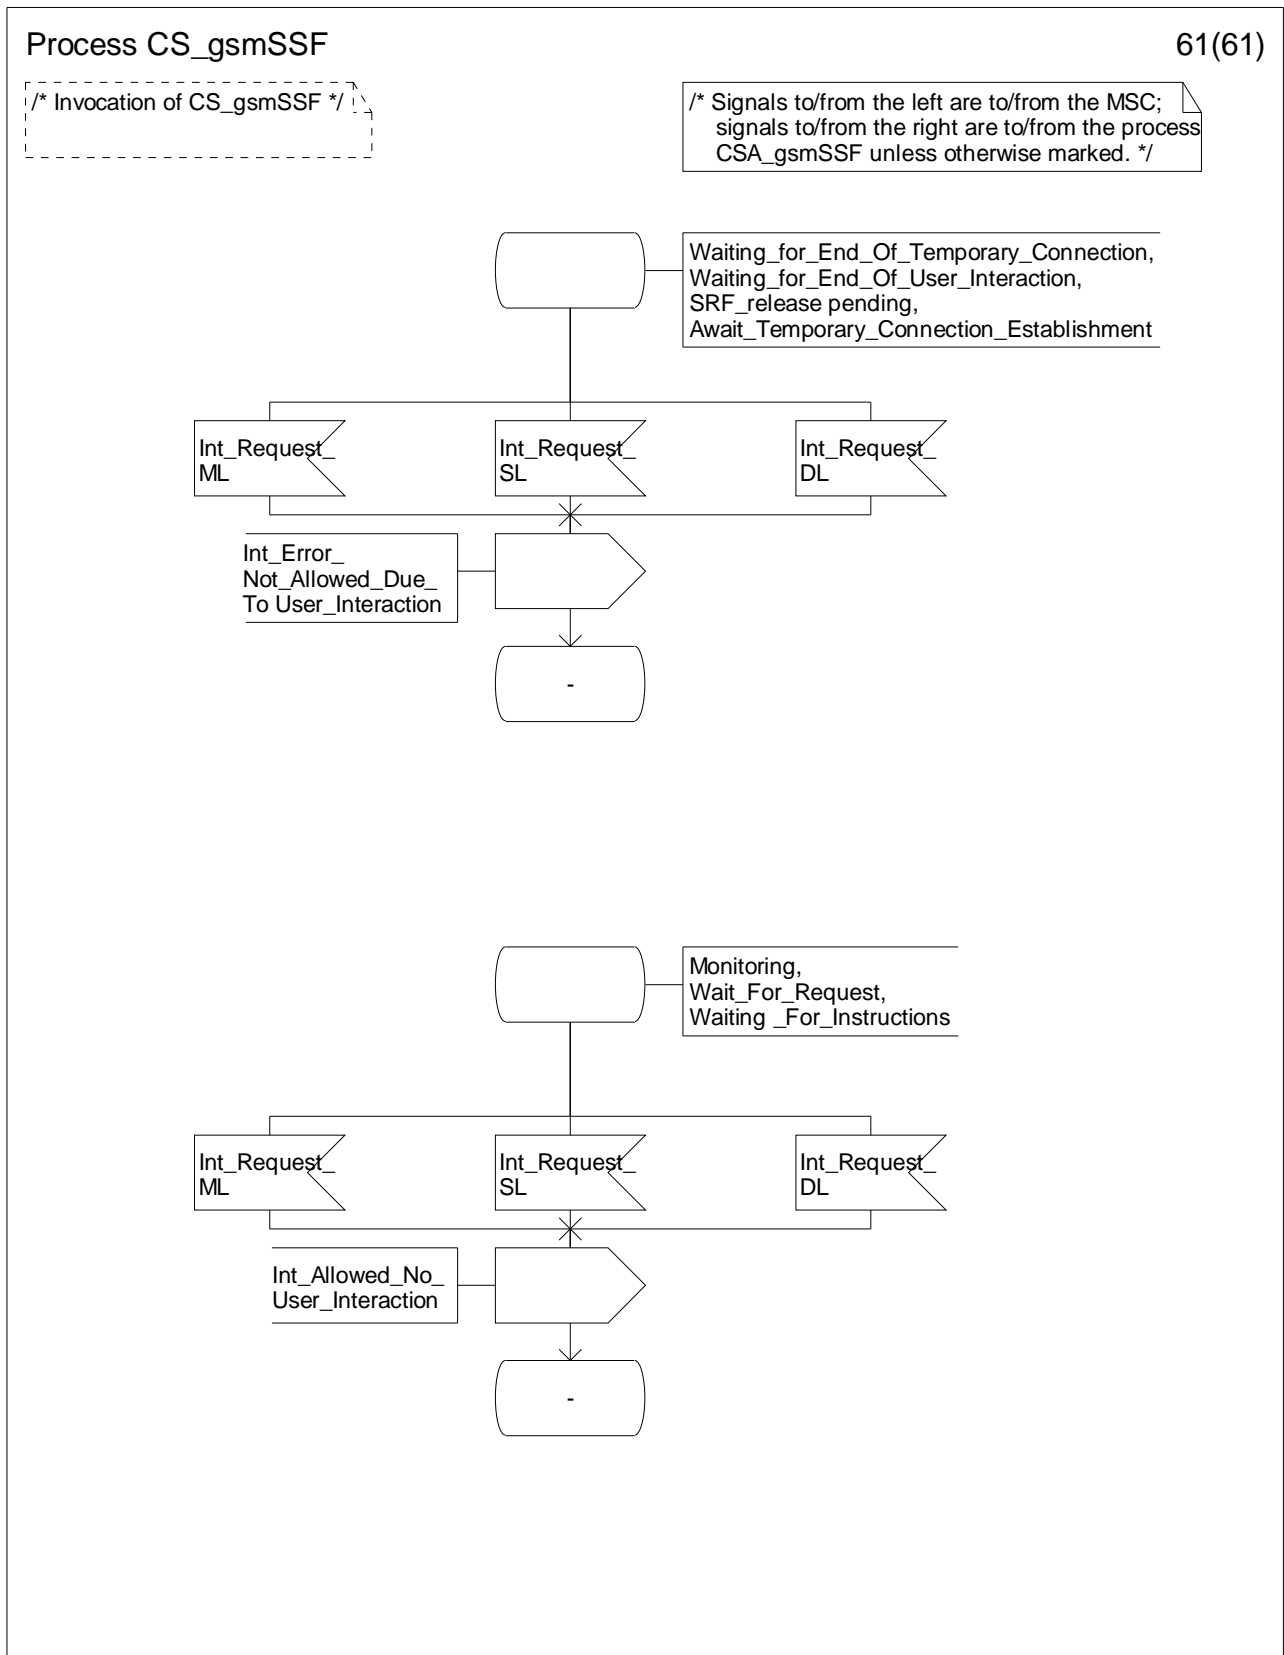 Process CS_gsmSSF
61(61)
/* Invocation of CS_gsmSSF */
/* Signals to/from the left are to/from the MSC;
signals to/from the right are to/from the process
CSA_gsmSSF unless otherwise marked. */
Waiting_for_End_Of_Temporary_Connection,
Waiting_for_End_Of_User_Interaction,
SRF_release pending,
Await_Temporary_Connection_Establishment
Int_Request_
ML
Int_Request_
SL
Int_Request_
DL
Int_Error_
Not_Allowed_Due_
To User_Interaction
-
Monitoring,
Wait_For_Request,
Waiting _For_Instructions
Int_Request_
ML
Int_Request_
SL
Int_Request_
DL
Int_Allowed_No_
User_Interaction
-